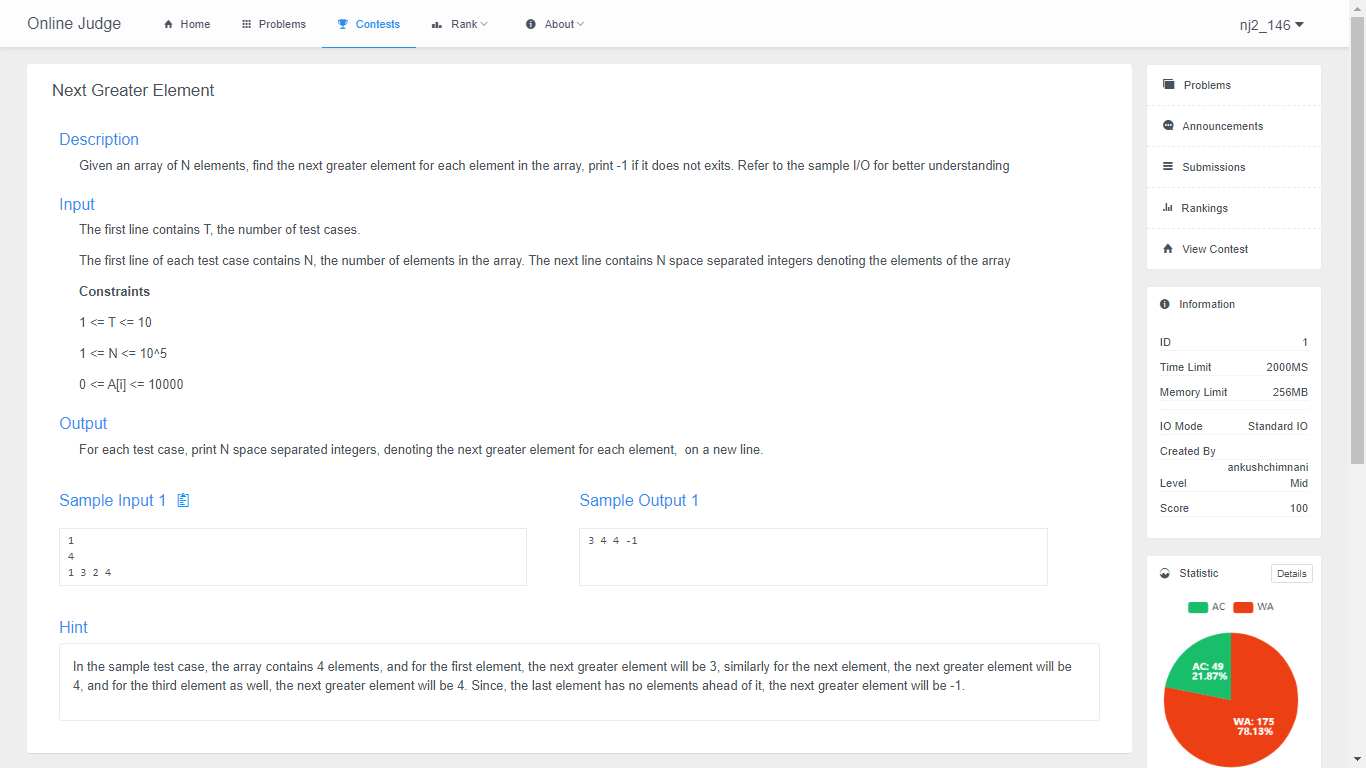 Online Judge
Home
Problems
Contests
Rank
About
nj2_146
Next Greater Element
Description
Given an array of N elements, find the next greater element for each element in the array, print -1 if it does not exits. Refer to the sample I/O for better understanding
Input
The first line contains T, the number of test cases.
The first line of each test case contains N, the number of elements in the array. The next line contains N space separated integers denoting the elements of the array
Constraints
1 <= T <= 10
1 <= N <= 10^5
0 <= A[i] <= 10000
Output
For each test case, print N space separated integers, denoting the next greater element for each element,  on a new line.
Sample Input 1
1
4
1 3 2 4
Sample Output 1
3 4 4 -1
Hint
In the sample test case, the array contains 4 elements, and for the first element, the next greater element will be 3, similarly for the next element, the next greater element will be
4, and for the third element as well, the next greater element will be 4. Since, the last element has no elements ahead of it, the next greater element will be -1.
Problems
Announcements
Submissions
Rankings
View Contest
Information
ID 1
Time Limit 2000MS
Memory Limit 256MB
IO Mode Standard IO
Created By
ankushchimnani
Level Mid
Score 100
Statistic Details
AC WA
AC: 49
21.87%
WA: 175
78.13%